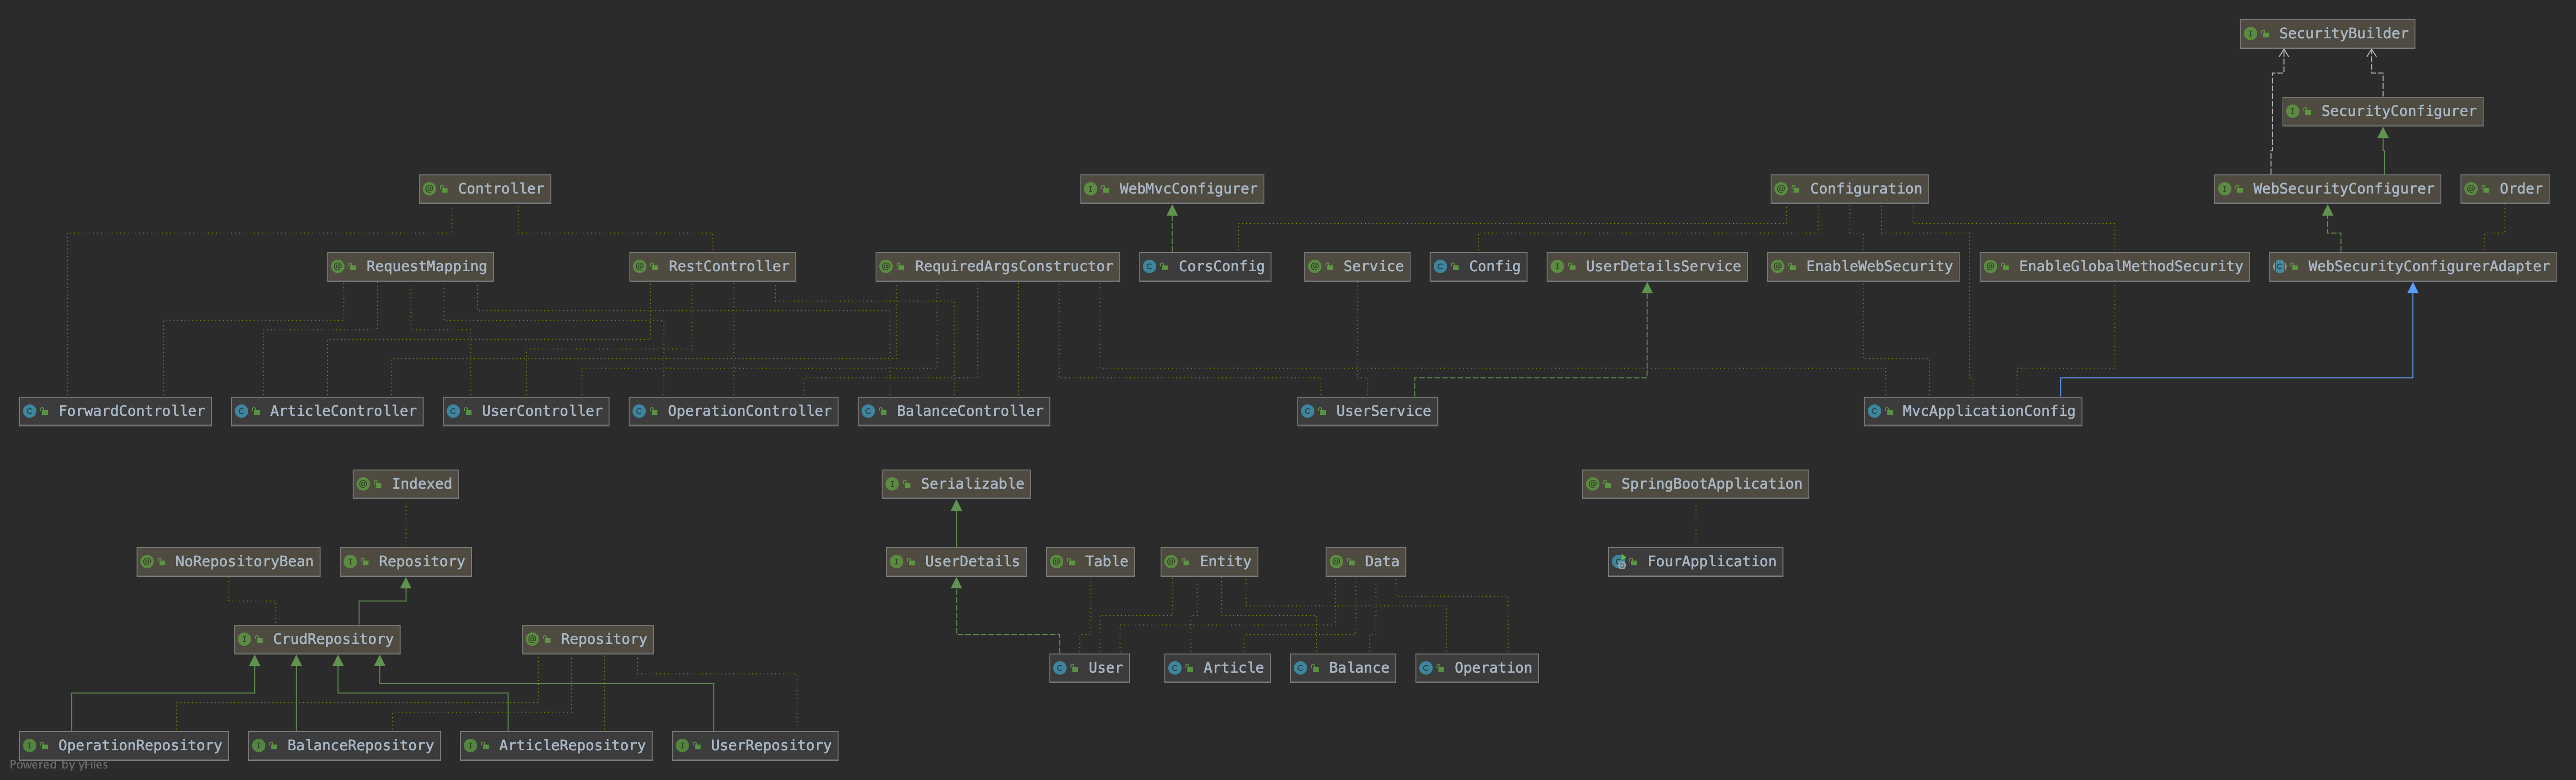 SecurityBuilder
SecurityConfigurer
Controller
WebMvcConfigurer
Configuration
WebSecurityConfigurer
Order
RequestMapping
RestController
RequiredArgsConstructor
CorsConfig
Service
Config
UserDetailsService
EnableWebSecurity
EnableGlobalMethodSecurity
WebSecurityConfigurerAdapter
ForwardController
ArticleController
UserController
OperationController
BalanceController
UserService
MvcApplicationConfig
Indexed
Serializable
SpringBootApplication
NoRepositoryBean
Repository
UserDetails
Table
Entity
Data
FourApplication
CrudRepository
Repository
User
Article
Balance
Operation
OperationRepository
BalanceRepository
ArticleRepository
UserRepository
Powered by yFiles